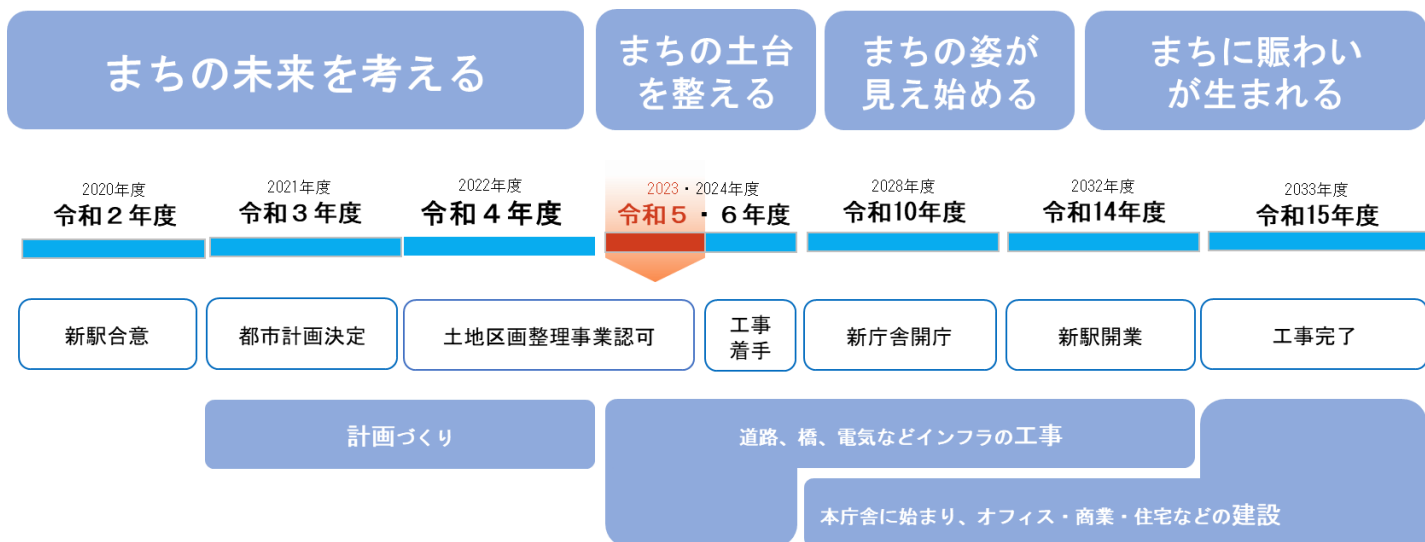 まちの未来を考える
まちの土台
を整える
まちの姿が
見え始める
まちに賑わい
が生まれる
2020年度
令和２年度
2021年度
令和３年度
2022年度
令和４年度
2023・2024年度
令和５・６年度
2028年度
令和10年度
2032年度
令和14年度
2033年度
令和15年度
新駅合意
都市計画決定
土地区画整理事業認可
工事
着手
新庁舎開庁
新駅開業
工事完了
計画づくり
道路、橋、電気などインフラの工事
本庁舎に始まり、オフィス・商業・住宅などの建設